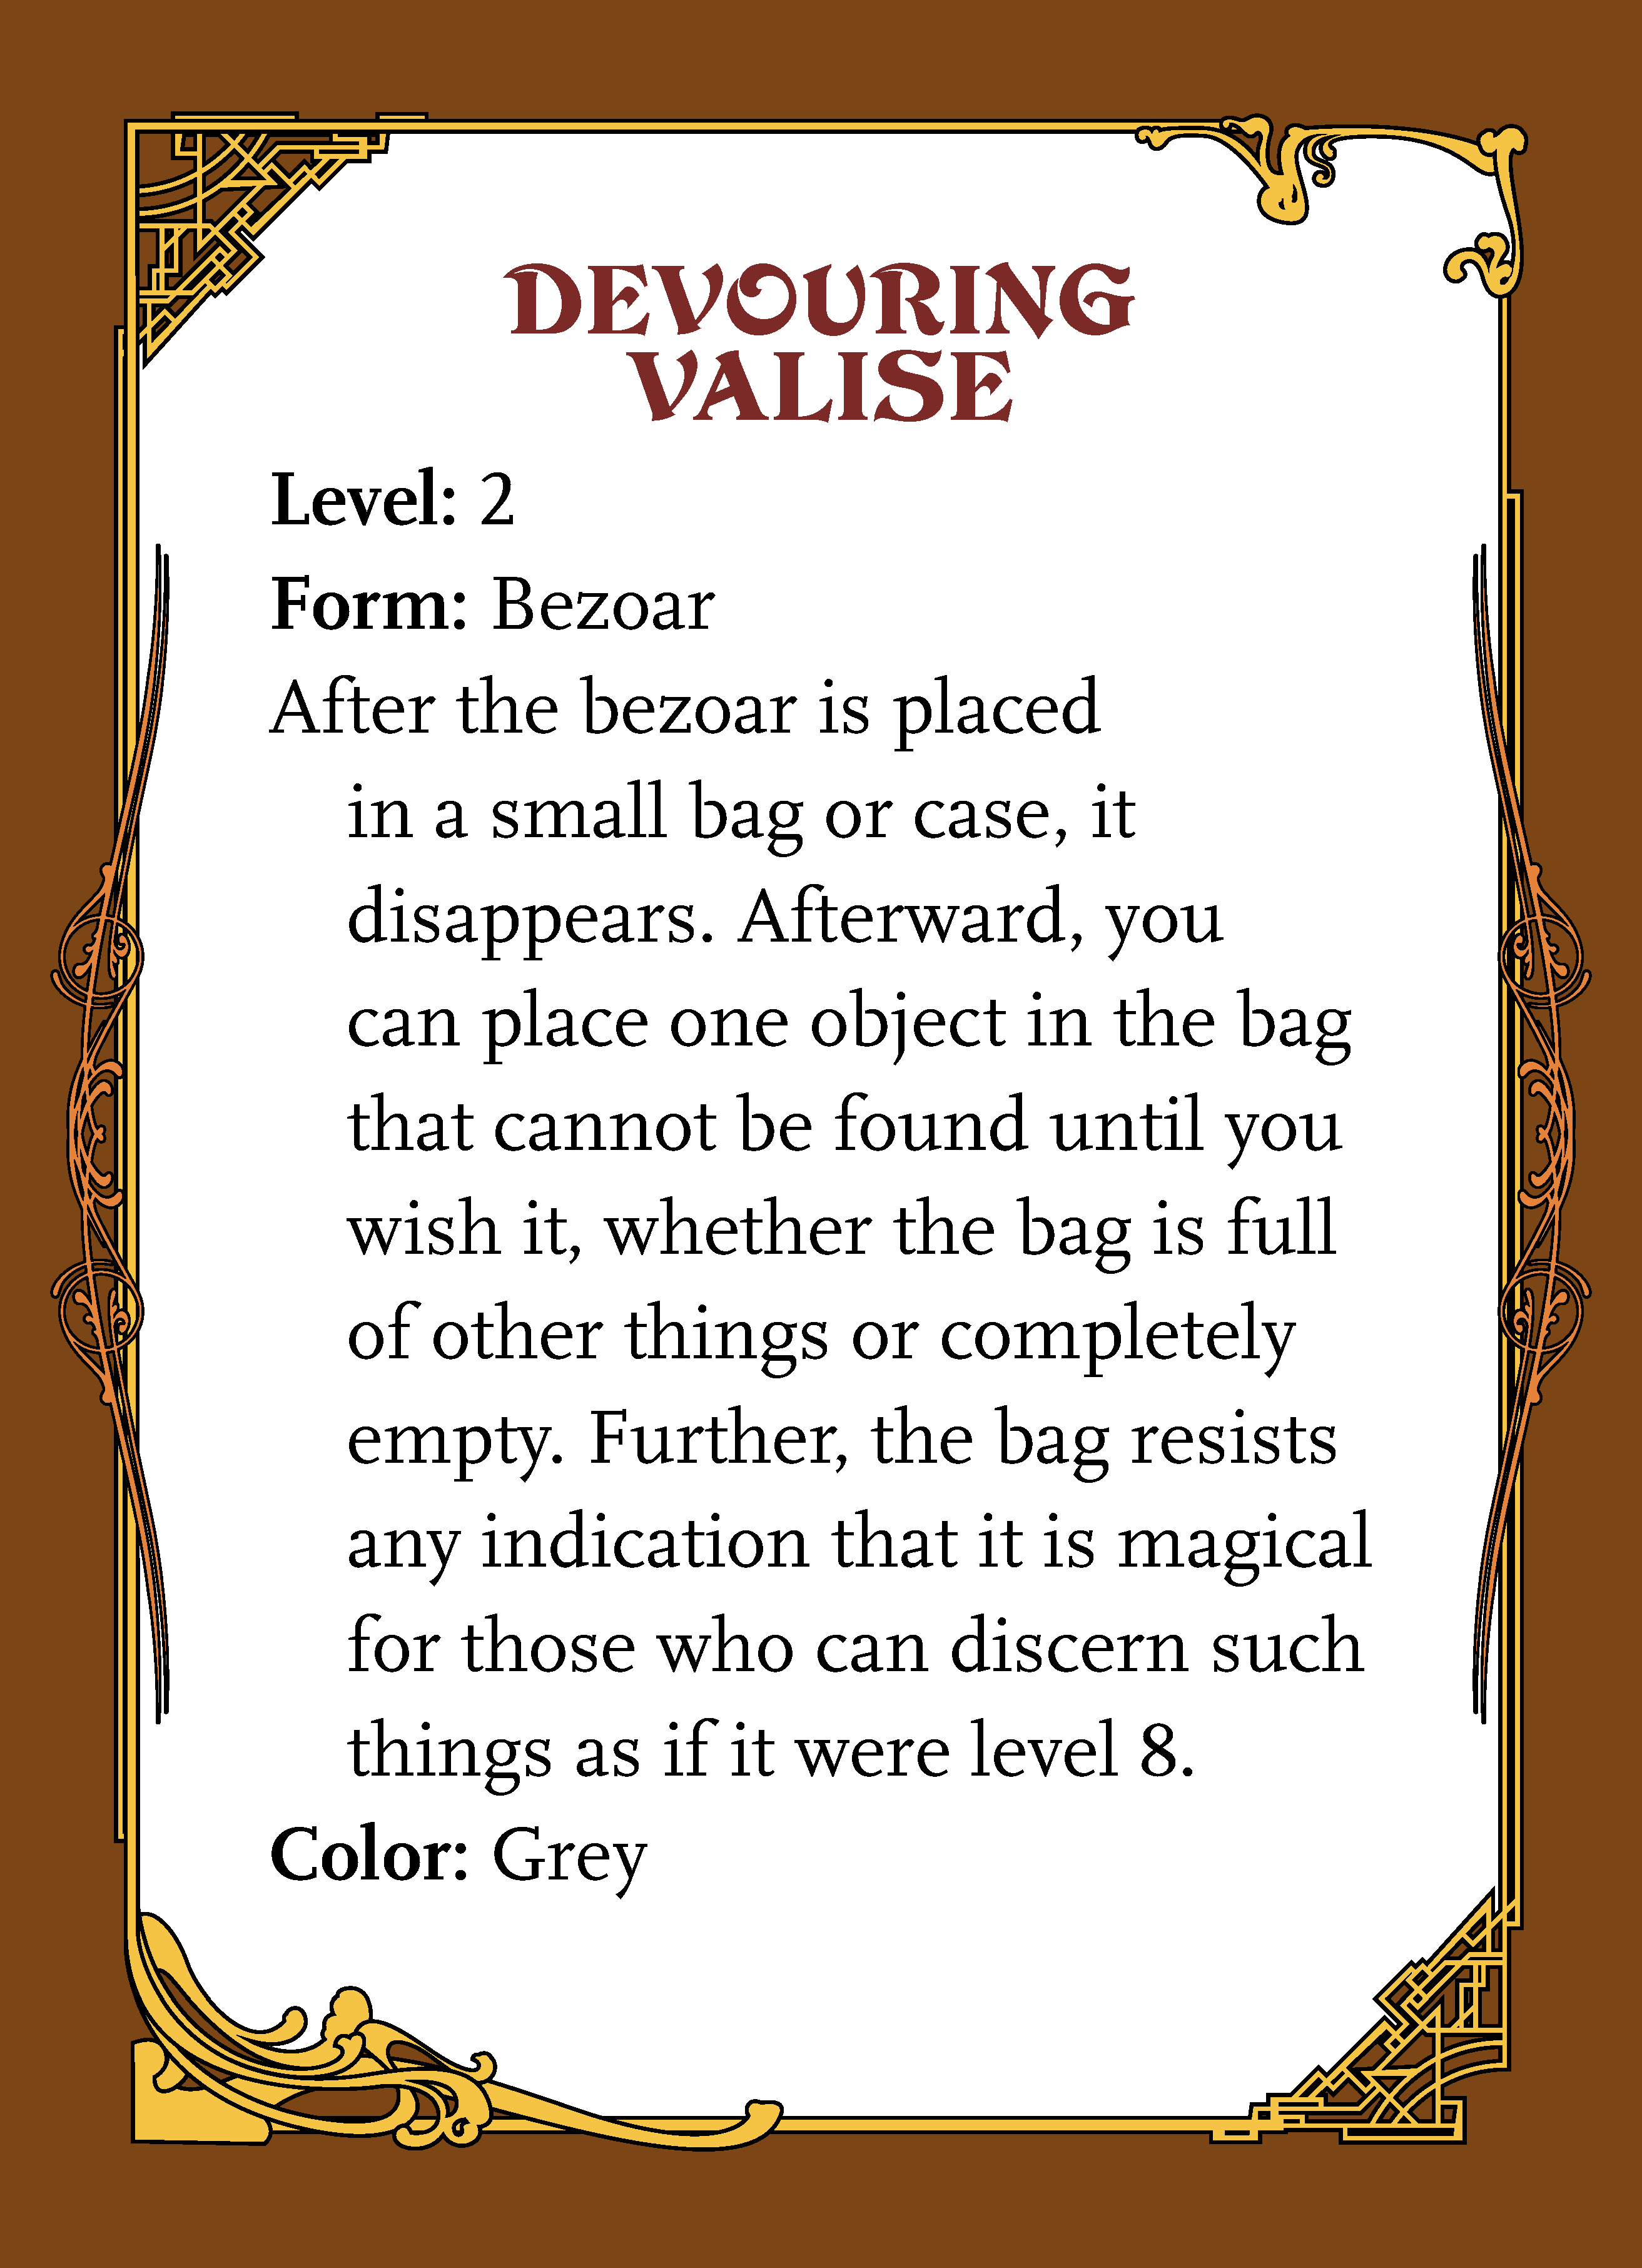 DEVOURING
VALISE
Level: 2
Form: Bezoar
After the bezoar is placed
in a small bag or case, it
disappears. Afterward, you
can place one object in the bag
that cannot be found until you
wish it, whether the bag is full
of other things or completely
empty. Further, the bag resists
any indication that it is magical
for those who can discern such
things as if it were level 8.
Color: Grey